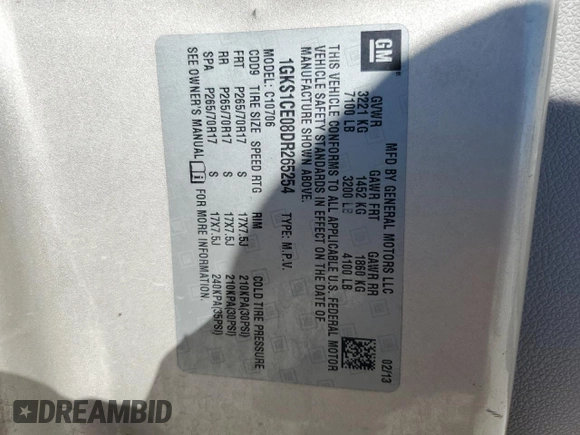 GM
MFD BY GENERAL MOTORS LLC
02/13
GVWR GAWR FRT GAWR RR
3221 KG 1452 KG 1860 KG
7100 LB 3200 LB 4100 LB
THIS VEHICLE CONFORMS TO ALL APPLICABLE U.S. FEDERAL MOTOR
VEHICLE SAFETY STANDARDS IN EFFECT ON THE DATE OF
MANUFACTURE SHOWN ABOVE.
1GKS1CE08DR265254 TYPE: M.P.V.
MODEL: C10706
CDD9 TIRE SIZE SPEED RTG RIM COLD TIRE PRESSURE
FRT P265/70R17 S 17X7.5J 210KPA(30PSI)
RR P265/70R17 S 17X7.5J 210KPA(30PSI)
SPA P265/70R17 S 17X7.5J 240KPA(35PSI)
SEE OWNER'S MANUAL FOR MORE INFORMATION.
DREAMBID